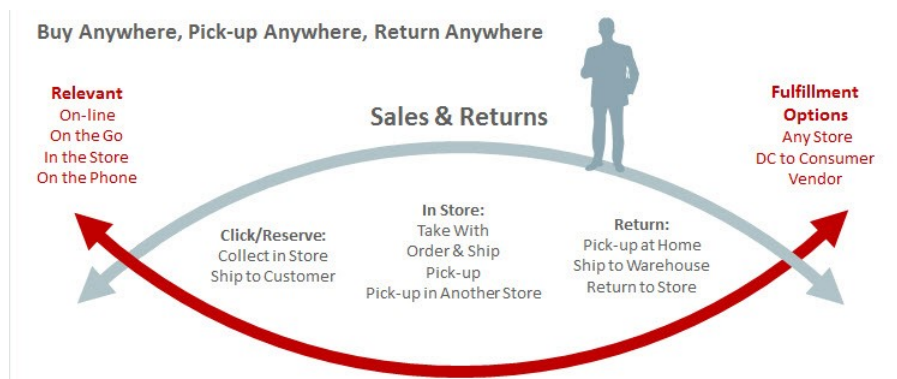 Buy Anywhere, Pick-up Anywhere, Return Anywhere
Relevant
On-line
On the Go
In the Store
On the Phone
Sales & Returns
Fulfillment
Options
Any Store
DC to Consumer
Vendor
Click/Reserve:
Collect in Store
Ship to Customer
In Store:
Take With
Order & Ship
Pick-up
Pick-up in Another Store
Return:
Pick-up at Home
Ship to Warehouse
Return to Store